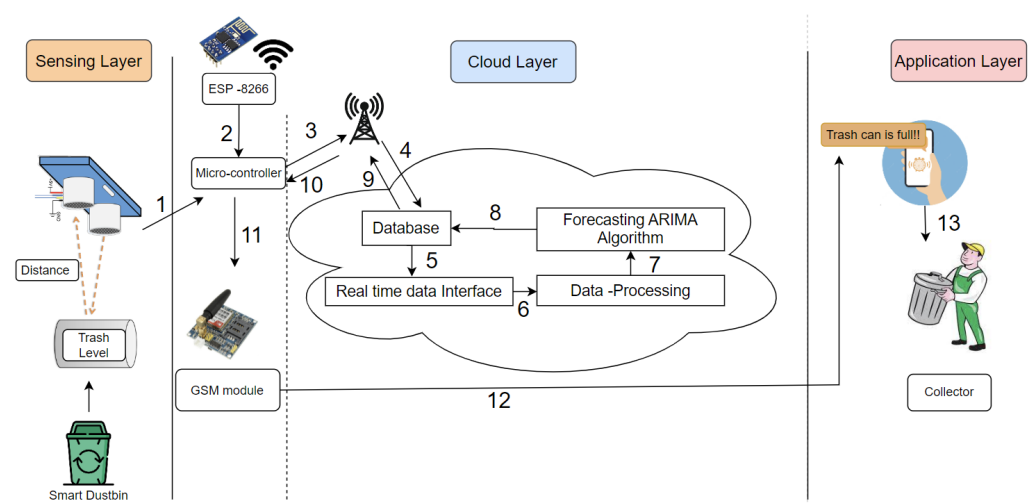 Sensing Layer
Cloud Layer
Application Layer
ESP -8266
2
3
4
Micro-controller
10
9
1
11
Distance
Trash
Level
Smart Dustbin
GSM module
Database
8
Forecasting ARIMA
Algorithm
5
7
Real time data Interface
6
Data -Processing
12
Trash can is full!!
13
Collector
GND